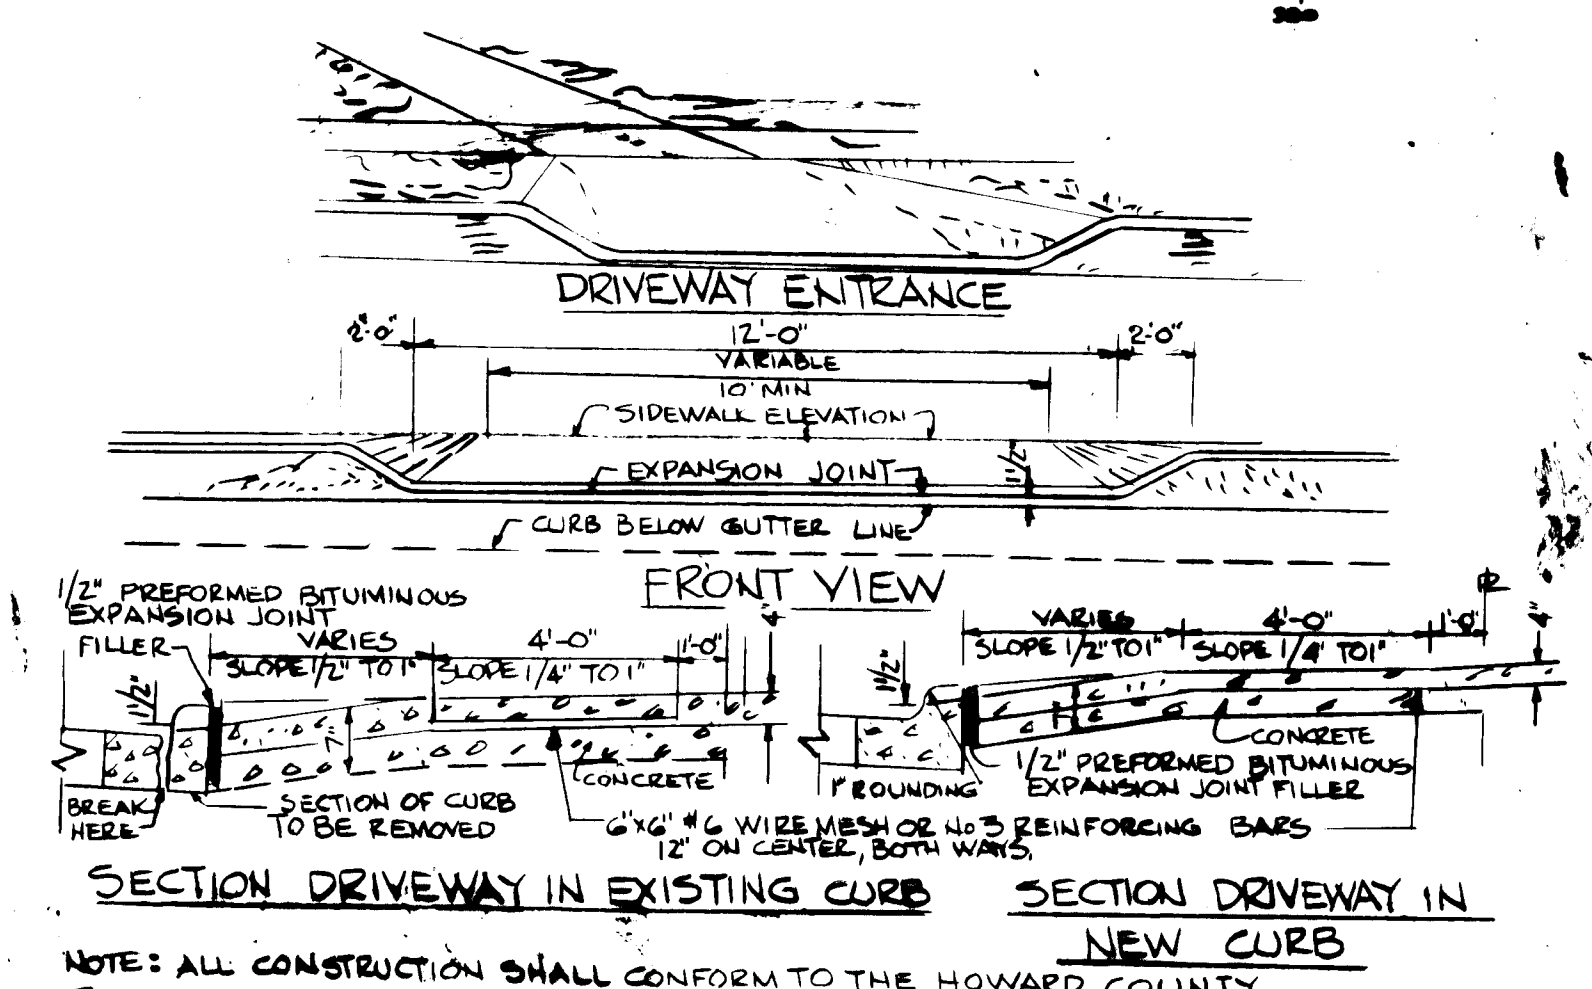 DRIVEWAY ENTRANCE
2'-0"
12'-0"
2'-0"
VARIABLE
10' MIN
SIDEWALK ELEVATION
EXPANSION JOINT
1 1/2"
CURB BELOW GUTTER LINE
FRONT VIEW
1/2" PREFORMED BITUMINOUS
EXPANSION JOINT
FILLER
VARIES
SLOPE 1/2" TO 1"
4'-0"
SLOPE 1/4" TO 1"
1'-0"
4"
1 1/2"
7"
CONCRETE
BREAK
HERE
SECTION OF CURB
TO BE REMOVED
6"x6" #6 WIRE MESH OR No 3 REINFORCING BARS
12" ON CENTER, BOTH WAYS.
SECTION DRIVEWAY IN EXISTING CURB
VARIES
SLOPE 1/2" TO 1"
4'-0"
SLOPE 1/4" TO 1"
1'-0"
4"
1 1/2"
7"
CONCRETE
1/2" PREFORMED BITUMINOUS
EXPANSION JOINT FILLER
1" ROUNDING
SECTION DRIVEWAY IN
NEW CURB
NOTE: ALL CONSTRUCTION SHALL CONFORM TO THE HOWARD COUNTY